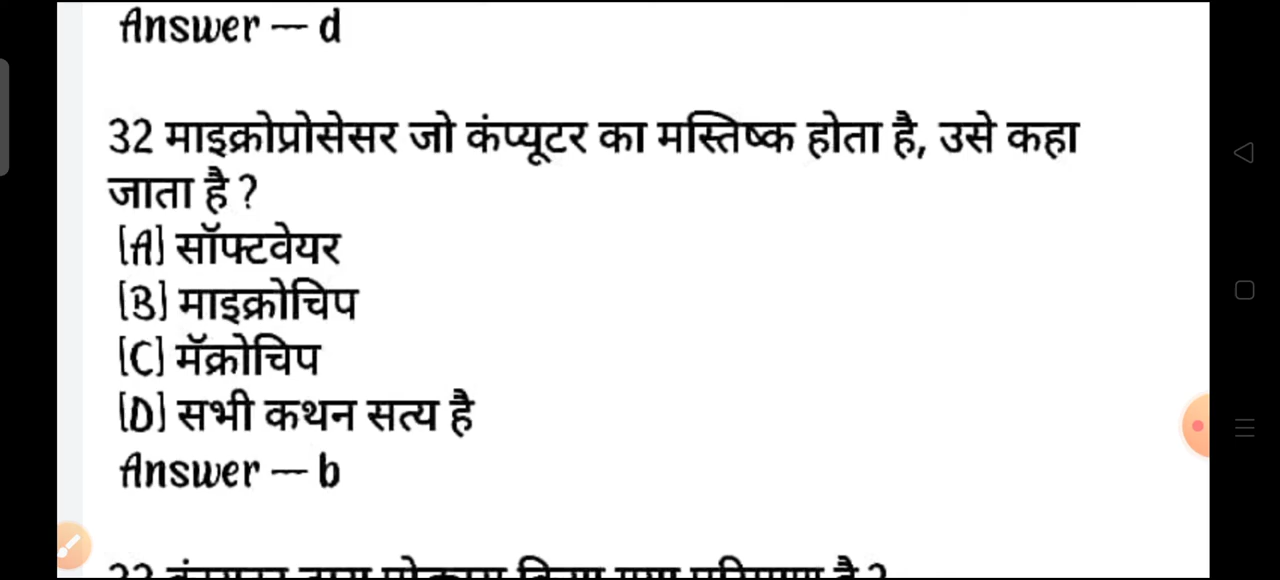 Answer — d
32 माइक्रोप्रोसेसर जो कंप्यूटर का मस्तिष्क होता है, उसे कहा
जाता है ?
[A] सॉफ्टवेयर
[B] माइक्रोचिप
[C] मॅक्रोचिप
[D] सभी कथन सत्य है
Answer — b